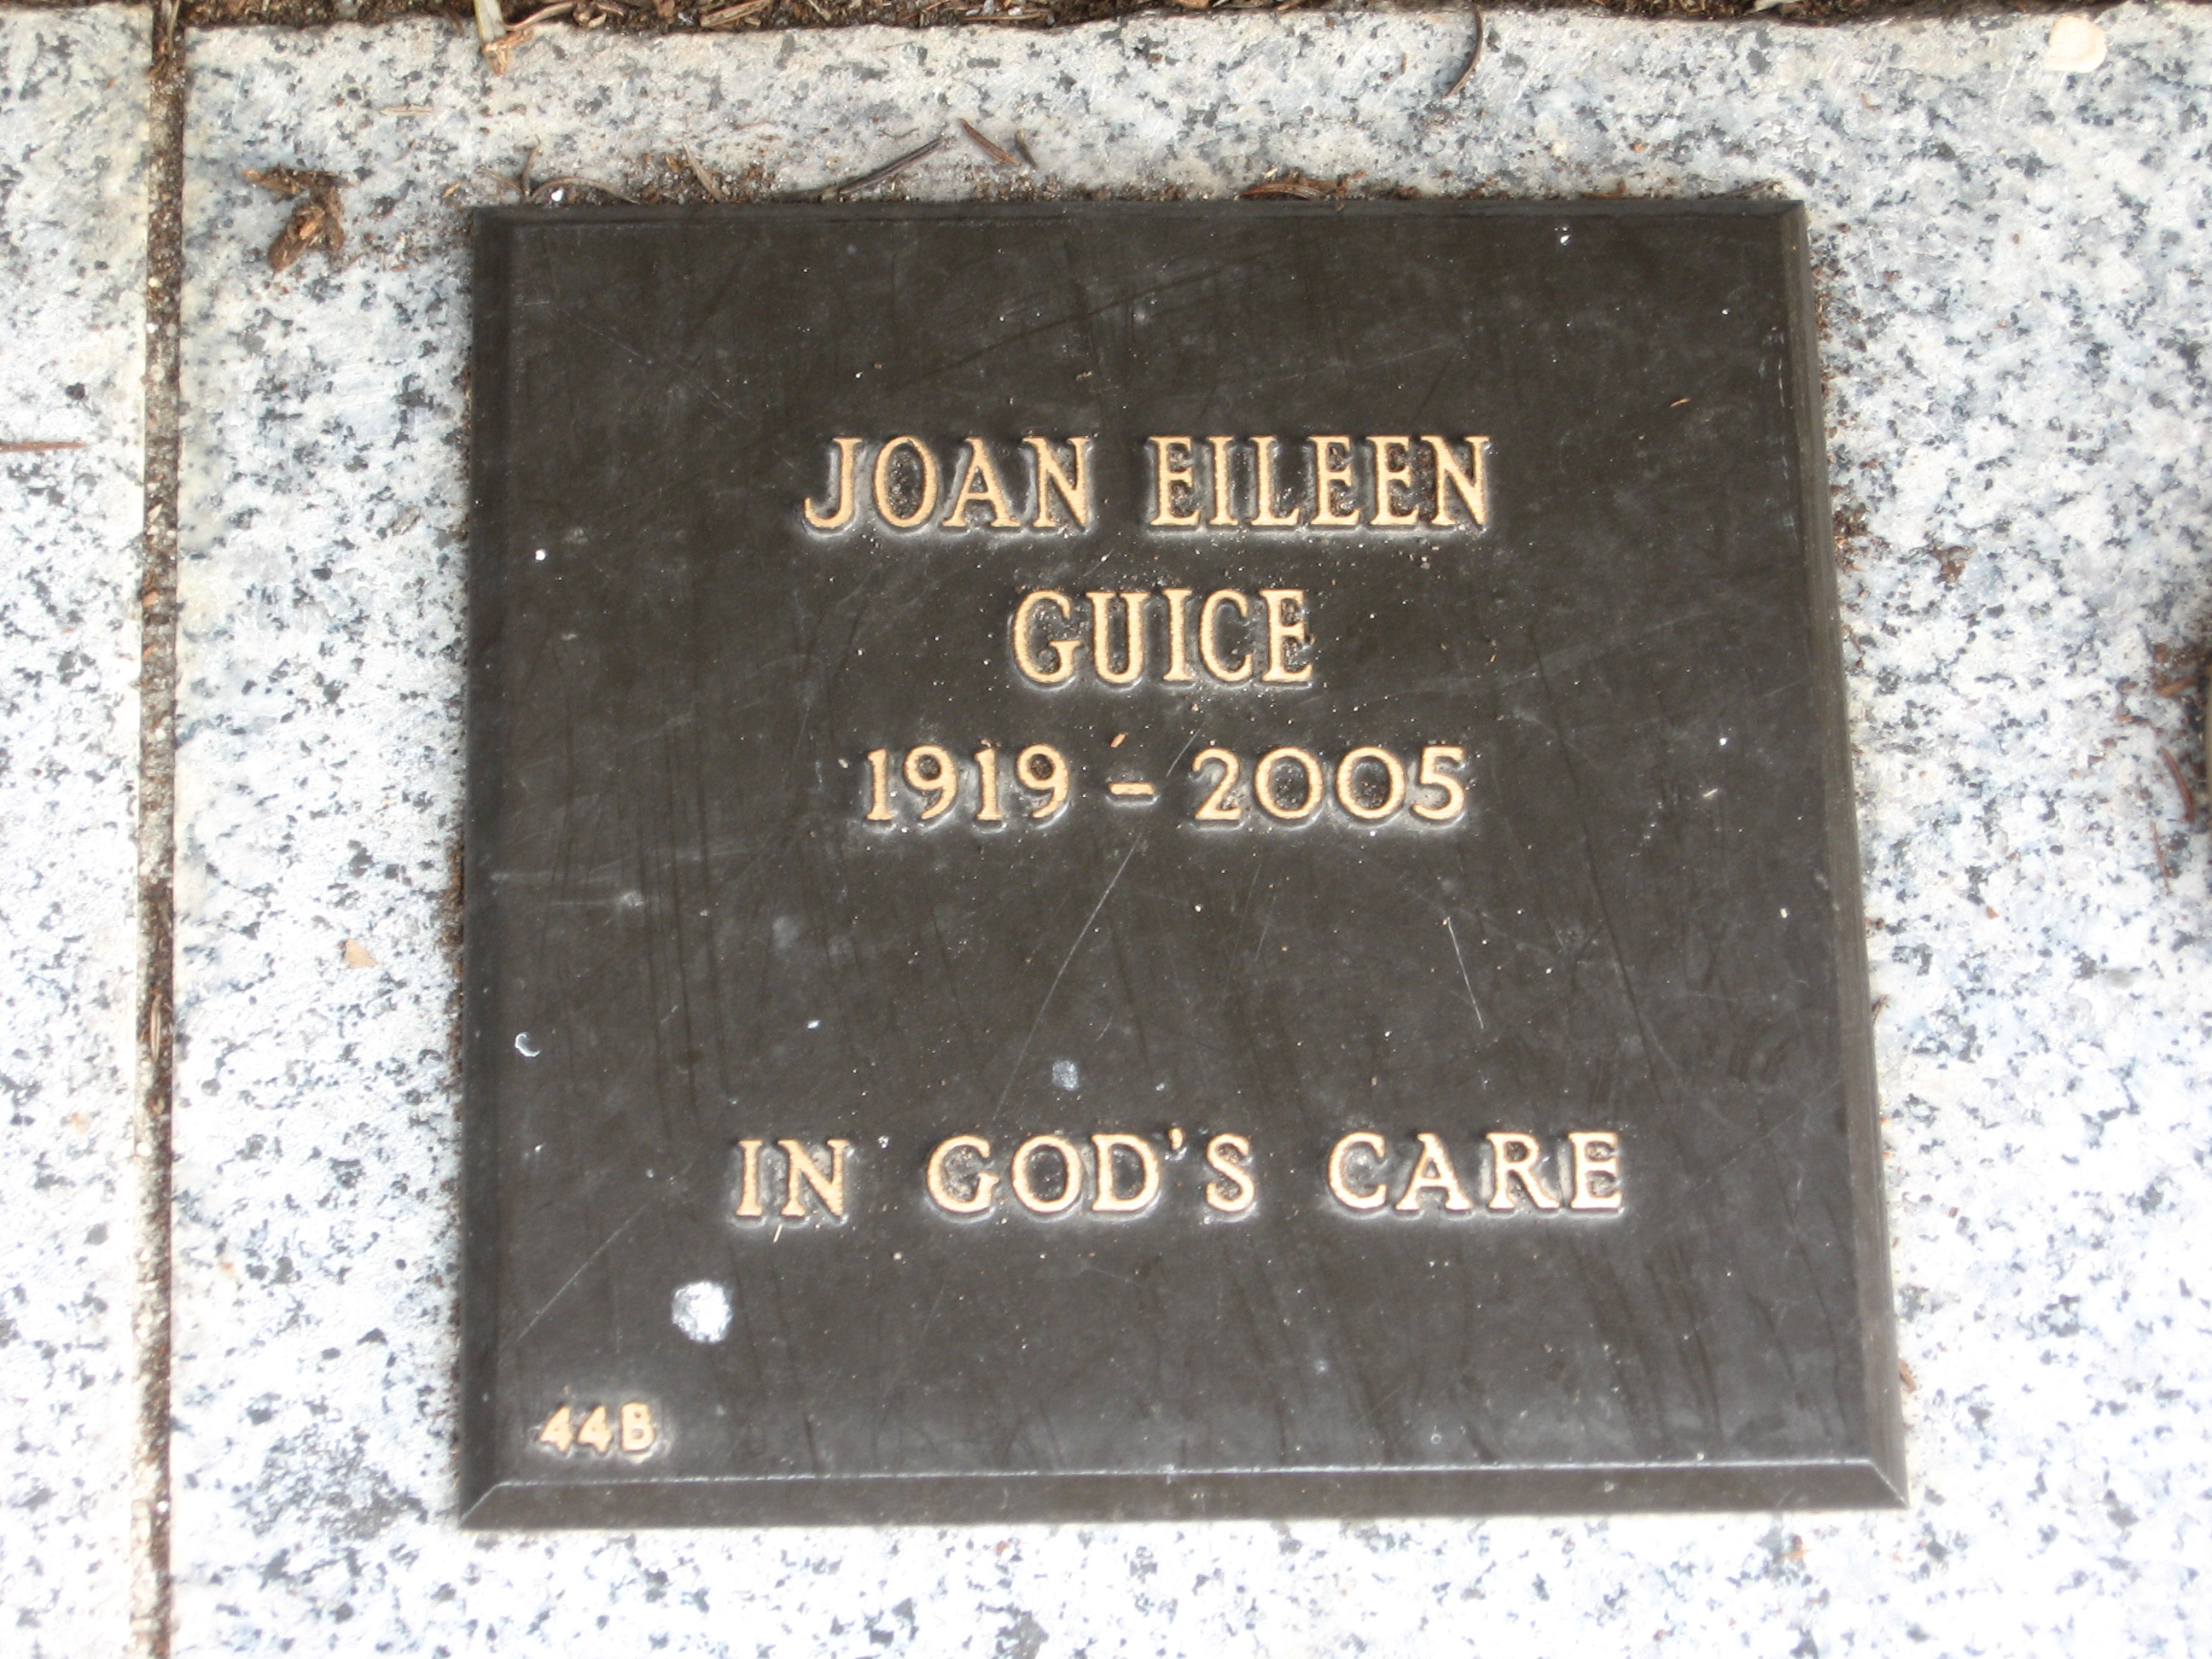 JOAN EILEEN
GUICE
1919 - 2005
IN GOD'S CARE
44B